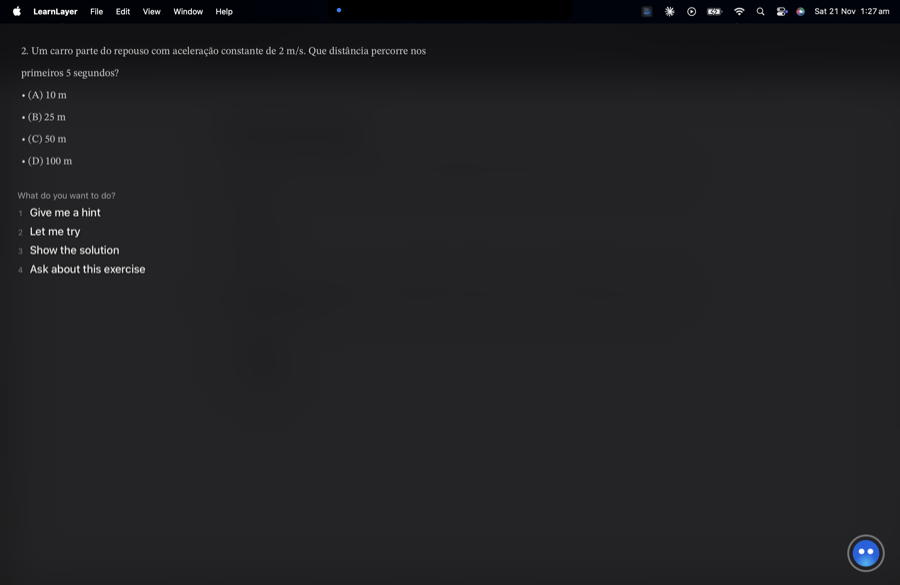 LearnLayer File Edit View Window Help Sat 21 Nov 1:27 am
2. Um carro parte do repouso com aceleração constante de 2 m/s. Que distância percorre nos
primeiros 5 segundos?
• (A) 10 m
• (B) 25 m
• (C) 50 m
• (D) 100 m
What do you want to do?
1 Give me a hint
2 Let me try
3 Show the solution
4 Ask about this exercise